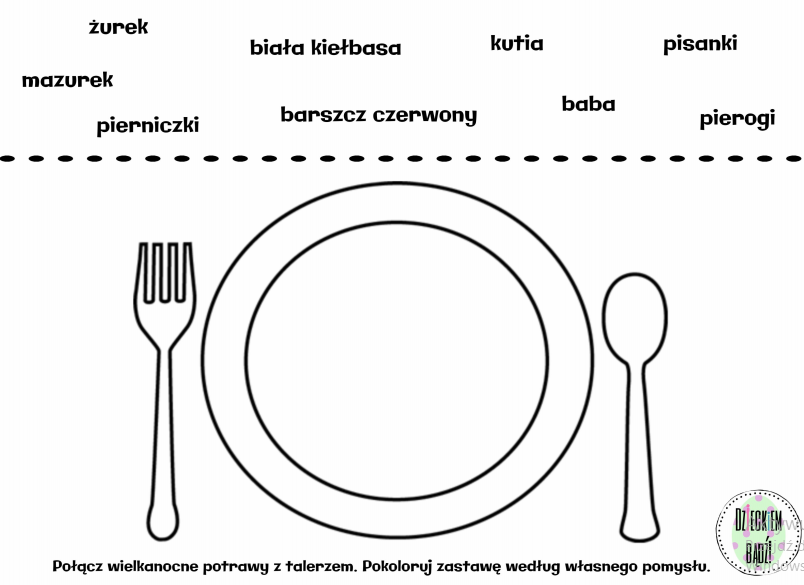 żurek
biała kiełbasa
kutia
pisanki
mazurek
pierniczki
barszcz czerwony
baba
pierogi
Połącz wielkanocne potrawy z talerzem. Pokoloruj zastawę według własnego pomysłu.
DZIECKIEM
BĄDŹ!